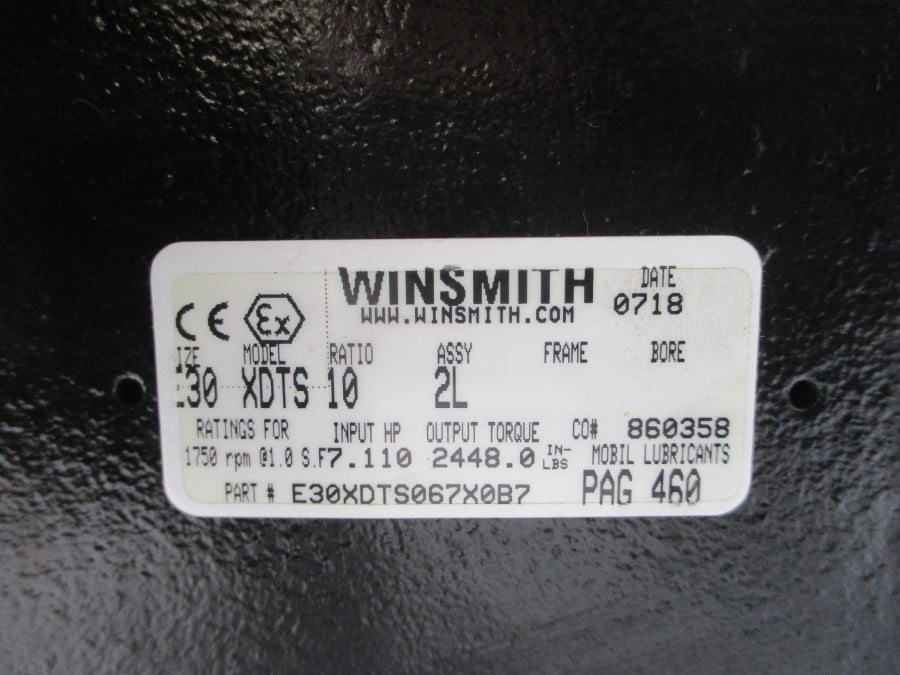 CE Ex WINSMITH DATE
WWW.WINSMITH.COM 0718
IZE MODEL RATIO ASSY FRAME BORE
E30 XDTS 10 2L
RATINGS FOR INPUT HP OUTPUT TORQUE CO# 860358
1750 rpm @1.0 S.F 7.110 2448.0 IN-LBS MOBIL LUBRICANTS
PART # E30XDTS067X0B7 PAG 460